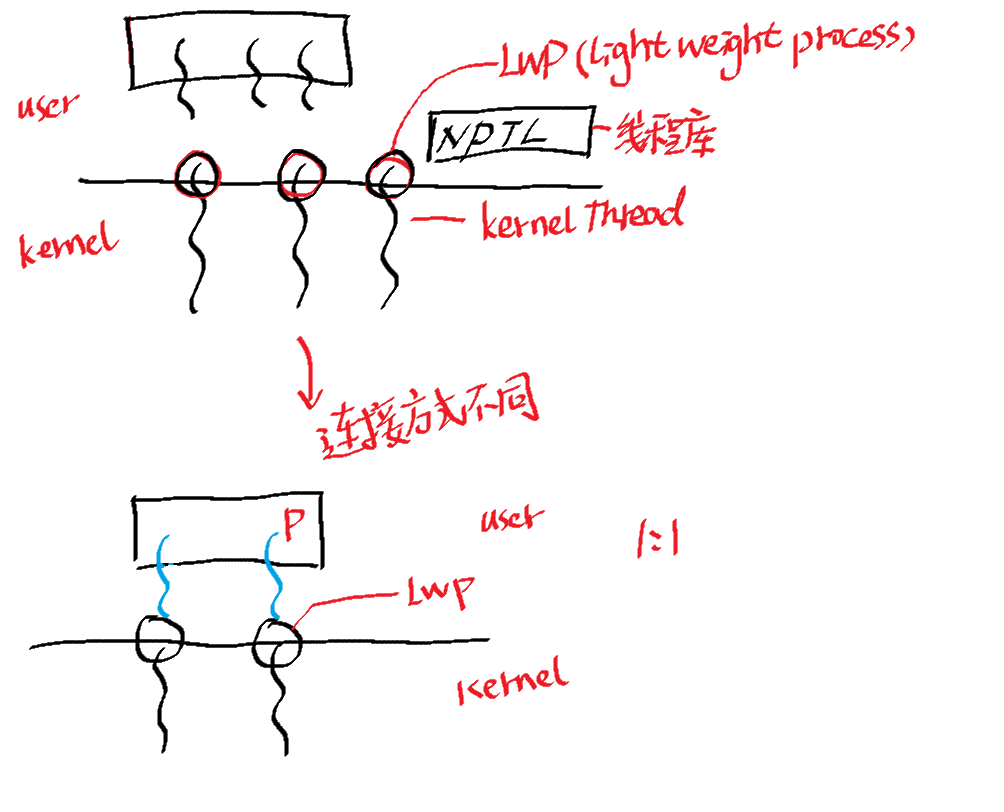 LWP (Light weight process)
user
NPTL
线程库
kernel Thread
kernel
连接方式不同
P
user
1:1
LWP
Kernel